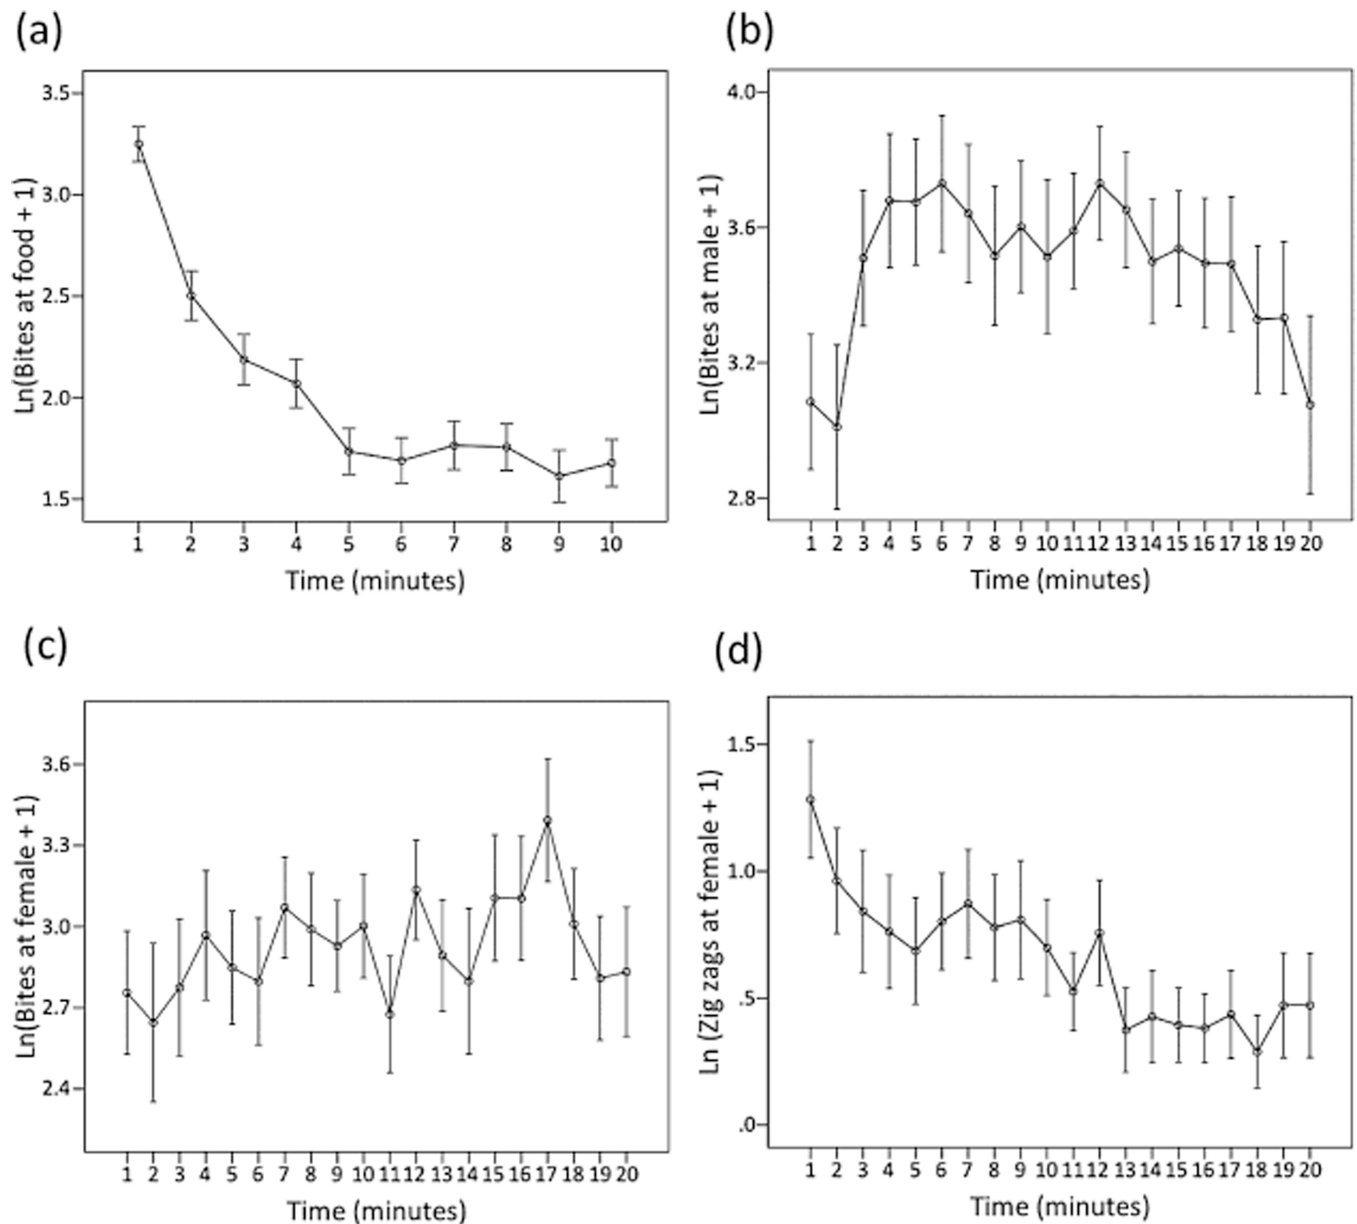 (a)
Ln(Bites at food + 1)
3.5
3.0
2.5
2.0
1.5
1 2 3 4 5 6 7 8 9 10
Time (minutes)
(b)
Ln(Bites at male + 1)
4.0
3.6
3.2
2.8
1 2 3 4 5 6 7 8 9 10 11 12 13 14 15 16 17 18 19 20
Time (minutes)
(c)
Ln(Bites at female + 1)
3.6
3.3
3.0
2.7
2.4
1 2 3 4 5 6 7 8 9 10 11 12 13 14 15 16 17 18 19 20
Time (minutes)
(d)
Ln (Zig zags at female + 1)
1.5
1.0
.5
.0
1 2 3 4 5 6 7 8 9 10 11 12 13 14 15 16 17 18 19 20
Time (minutes)